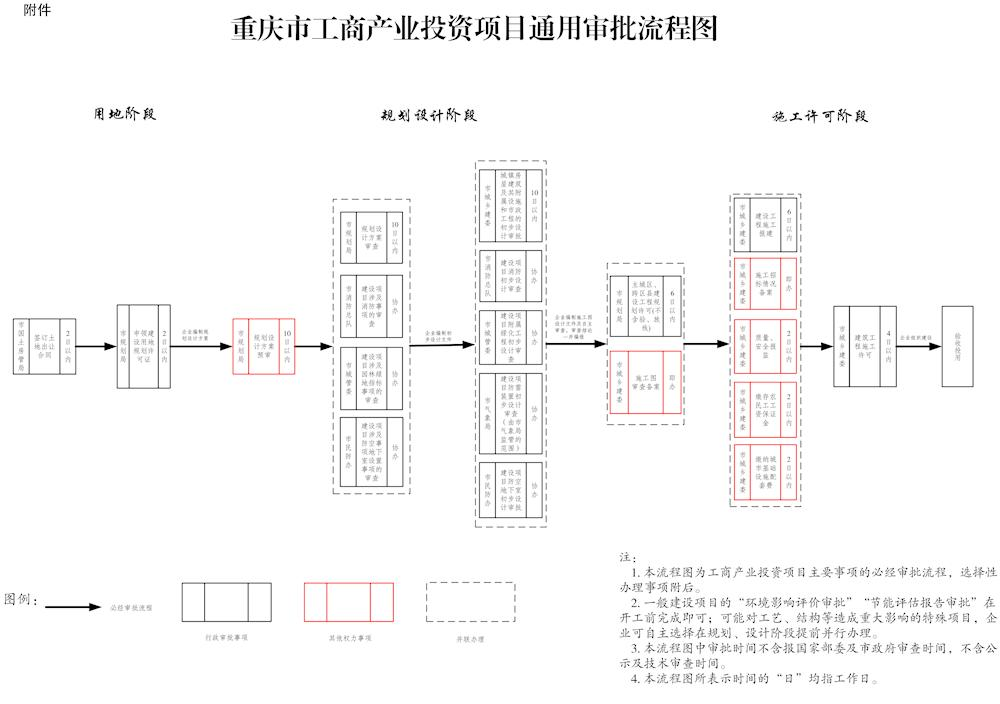 附件
重庆市工商产业投资项目通用审批流程图
用地阶段
规划设计阶段
施工许可阶段
市国土房管局
签订土地出让合同
2日以内
市规划局
申领建设用地规划许可证
2日以内
企业编制规
划设计方案
市规划局
规划设计方案预审
10日以内
市规划局
规划设计方案审查
10日以内
市消防总队
建设项目涉及消防事项的审查
协办
市城管委
建设项目涉及园林绿地指标事项的审查
协办
市民防办
建设项目涉及防空事项地下室设置事项的审查
协办
企业编制初
步设计文件
市城乡建委
城镇房屋建筑及其附属设施和市政工程的初步设计审批
10日以内
市消防总队
建设项目消防初步设计审查
协办
市城管委
建设项目附属绿化工程初步设计审查
协办
市气象局
建设项目防雷装置初步设计审查(由市气象局监管的范围)
协办
市民防办
建设项目防空地下室初步设计审批
协办
企业编制施工图
设计文件及自主
审查，审查结论
一并编报
市规划局
主城区、跨区县建设工程规划许可(不含验、放线)
6日以内
市城乡建委
施工图审查备案
即办
市城乡建委
建设工程施工报建
6日以内
市城乡建委
施工招标情况备案
即办
市城乡建委
质量、安全报监
2日以内
市城乡建委
缴存农民工工资保证金
2日以内
市城乡建委
缴纳城市基础设施配套费
2日以内
市城乡建委
建筑工程施工许可
4日以内
企业组织建设
验收投用
图例：
必经审批流程
行政审批事项
其他权力事项
并联办理
注：
1. 本流程图为工商产业投资项目主要事项的必经审批流程，选择性
办理事项附后。
2. 一般建设项目的“环境影响评价审批”“节能评估报告审批”在
开工前完成即可；可能对工艺、结构等造成重大影响的特殊项目，企
业可自主选择在规划、设计阶段提前并行办理。
3. 本流程图中审批时间不含报国家部委及市政府审查时间，不含公
示及技术审查时间。
4. 本流程图所表示时间的“日”均指工作日。